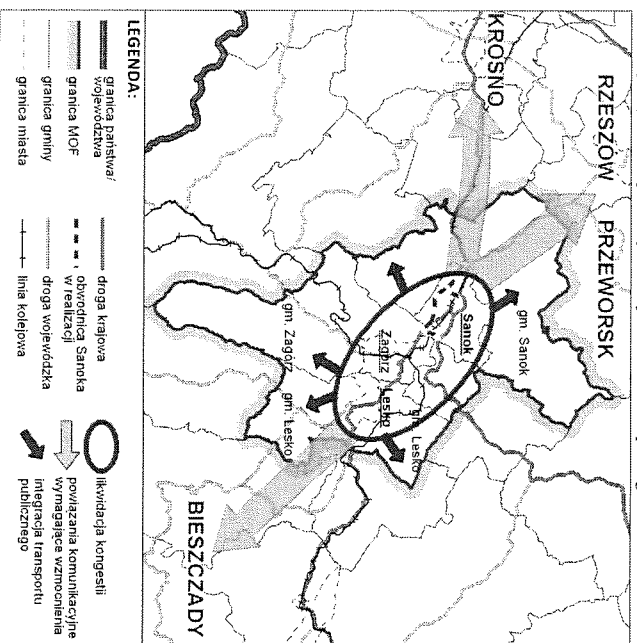 RZESZÓW
PRZEWORSK
KROSNO
gm. Sanok
Sanok
Zagórz
Lesko
gm. Lesko
gm. Zagórz
gm. Lesko
BIESZCZADY
LEGENDA:
granica państwa/
województwa
granica MOF
granica gminy
granica miasta
droga krajowa
obwodnica Sanoka
w realizacji
droga wojewódzka
linia kolejowa
likwidacja kongestii
powiązania komunikacyjne
wymagające wzmocnienia
integracja transportu
publicznego